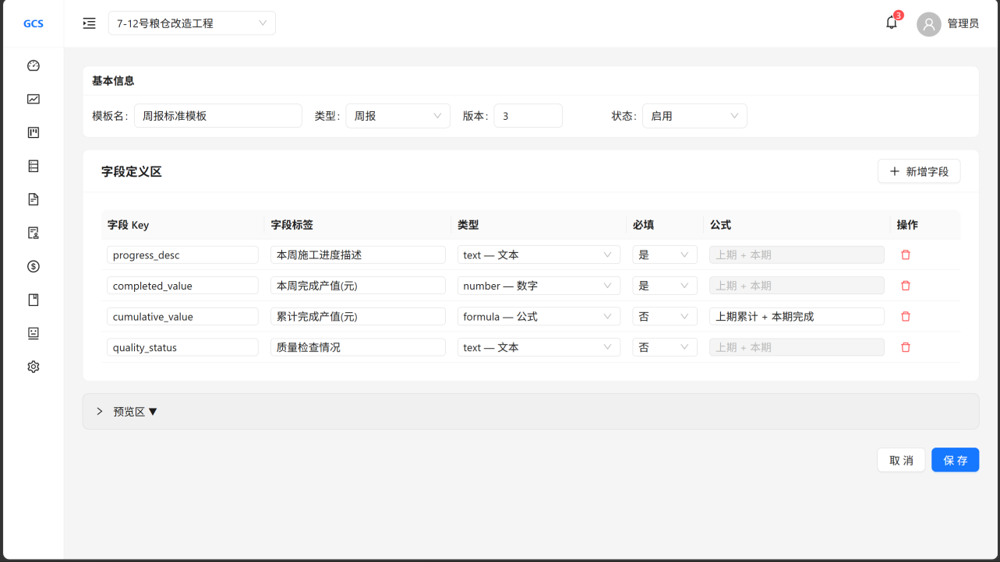 GCS
7-12号粮仓改造工程
3
管理员
基本信息
模板名: 周报标准模板 类型: 周报 版本: 3 状态: 启用
字段定义区
新增字段
字段 Key 字段标签 类型 必填 公式 操作
progress_desc 本周施工进度描述 text — 文本 是 上期 + 本期
completed_value 本周完成产值(元) number — 数字 是 上期 + 本期
cumulative_value 累计完成产值(元) formula — 公式 否 上期累计 + 本期完成
quality_status 质量检查情况 text — 文本 否 上期 + 本期
预览区 ▼
取 消 保 存